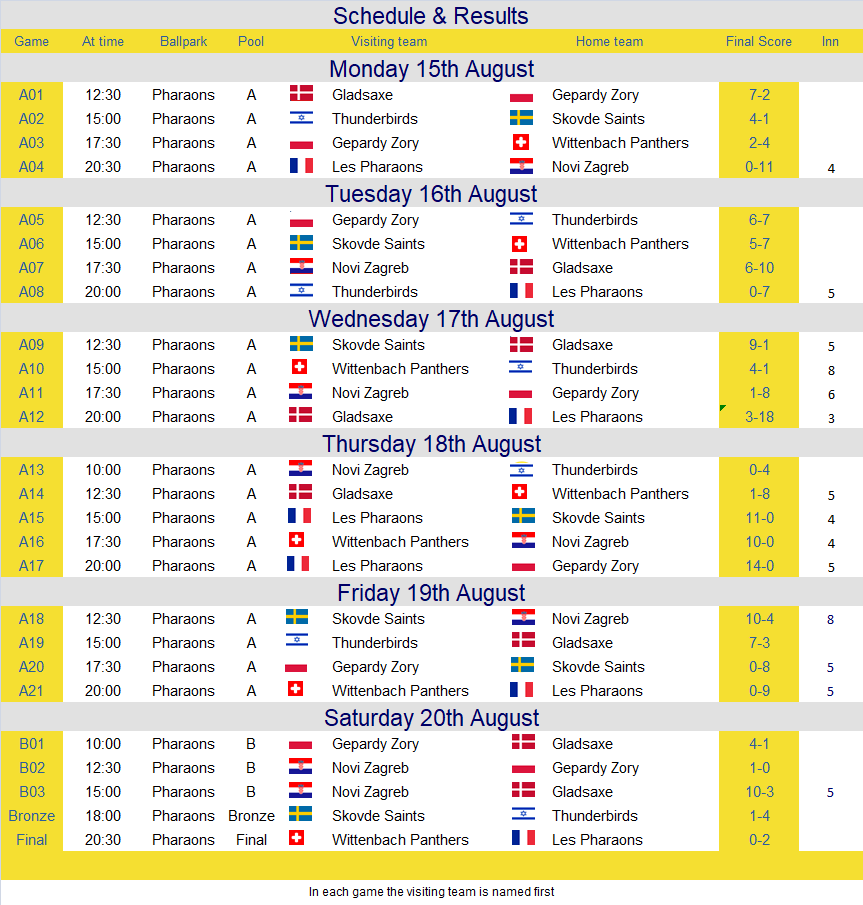 Schedule & Results
Game At time Ballpark Pool Visiting team Home team Final Score Inn
Monday 15th August
A01 12:30 Pharaons A Gladsaxe Gepardy Zory 7-2
A02 15:00 Pharaons A Thunderbirds Skovde Saints 4-1
A03 17:30 Pharaons A Gepardy Zory Wittenbach Panthers 2-4
A04 20:30 Pharaons A Les Pharaons Novi Zagreb 0-11 4
Tuesday 16th August
A05 12:30 Pharaons A Gepardy Zory Thunderbirds 6-7
A06 15:00 Pharaons A Skovde Saints Wittenbach Panthers 5-7
A07 17:30 Pharaons A Novi Zagreb Gladsaxe 6-10
A08 20:00 Pharaons A Thunderbirds Les Pharaons 0-7 5
Wednesday 17th August
A09 12:30 Pharaons A Skovde Saints Gladsaxe 9-1 5
A10 15:00 Pharaons A Wittenbach Panthers Thunderbirds 4-1 8
A11 17:30 Pharaons A Novi Zagreb Gepardy Zory 1-8 6
A12 20:00 Pharaons A Gladsaxe Les Pharaons 3-18 3
Thursday 18th August
A13 10:00 Pharaons A Novi Zagreb Thunderbirds 0-4
A14 12:30 Pharaons A Gladsaxe Wittenbach Panthers 1-8 5
A15 15:00 Pharaons A Les Pharaons Skovde Saints 11-0 4
A16 17:30 Pharaons A Wittenbach Panthers Novi Zagreb 10-0 4
A17 20:00 Pharaons A Les Pharaons Gepardy Zory 14-0 5
Friday 19th August
A18 12:30 Pharaons A Skovde Saints Novi Zagreb 10-4 8
A19 15:00 Pharaons A Thunderbirds Gladsaxe 7-3
A20 17:30 Pharaons A Gepardy Zory Skovde Saints 0-8 5
A21 20:00 Pharaons A Wittenbach Panthers Les Pharaons 0-9 5
Saturday 20th August
B01 10:00 Pharaons B Gepardy Zory Gladsaxe 4-1
B02 12:30 Pharaons B Novi Zagreb Gepardy Zory 1-0
B03 15:00 Pharaons B Novi Zagreb Gladsaxe 10-3 5
Bronze 18:00 Pharaons Bronze Skovde Saints Thunderbirds 1-4
Final 20:30 Pharaons Final Wittenbach Panthers Les Pharaons 0-2
In each game the visiting team is named first